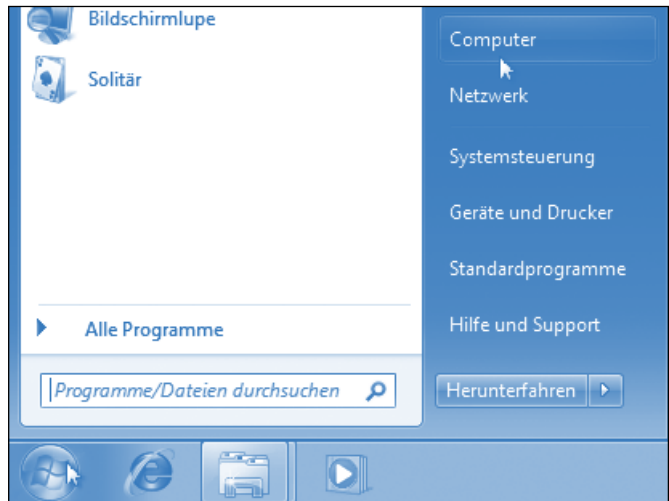 Bildschirmlupe
Solitär
Alle Programme
Programme/Dateien durchsuchen
Computer
Netzwerk
Systemsteuerung
Geräte und Drucker
Standardprogramme
Hilfe und Support
Herunterfahren